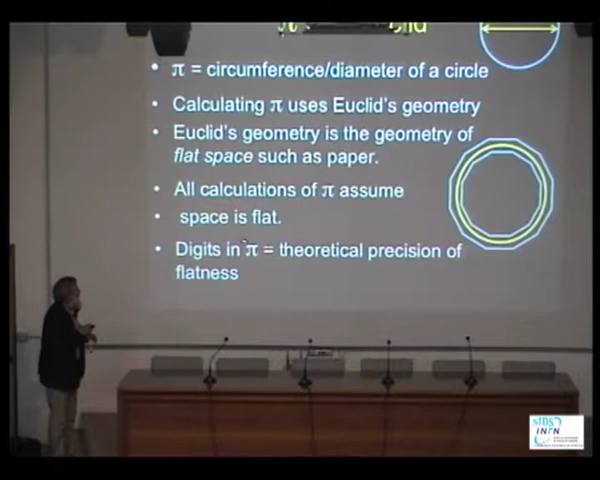 π
• π = circumference/diameter of a circle
• Calculating π uses Euclid's geometry
• Euclid's geometry is the geometry of
flat space such as paper.
• All calculations of π assume
• space is flat.
• Digits in π = theoretical precision of
flatness
INFN